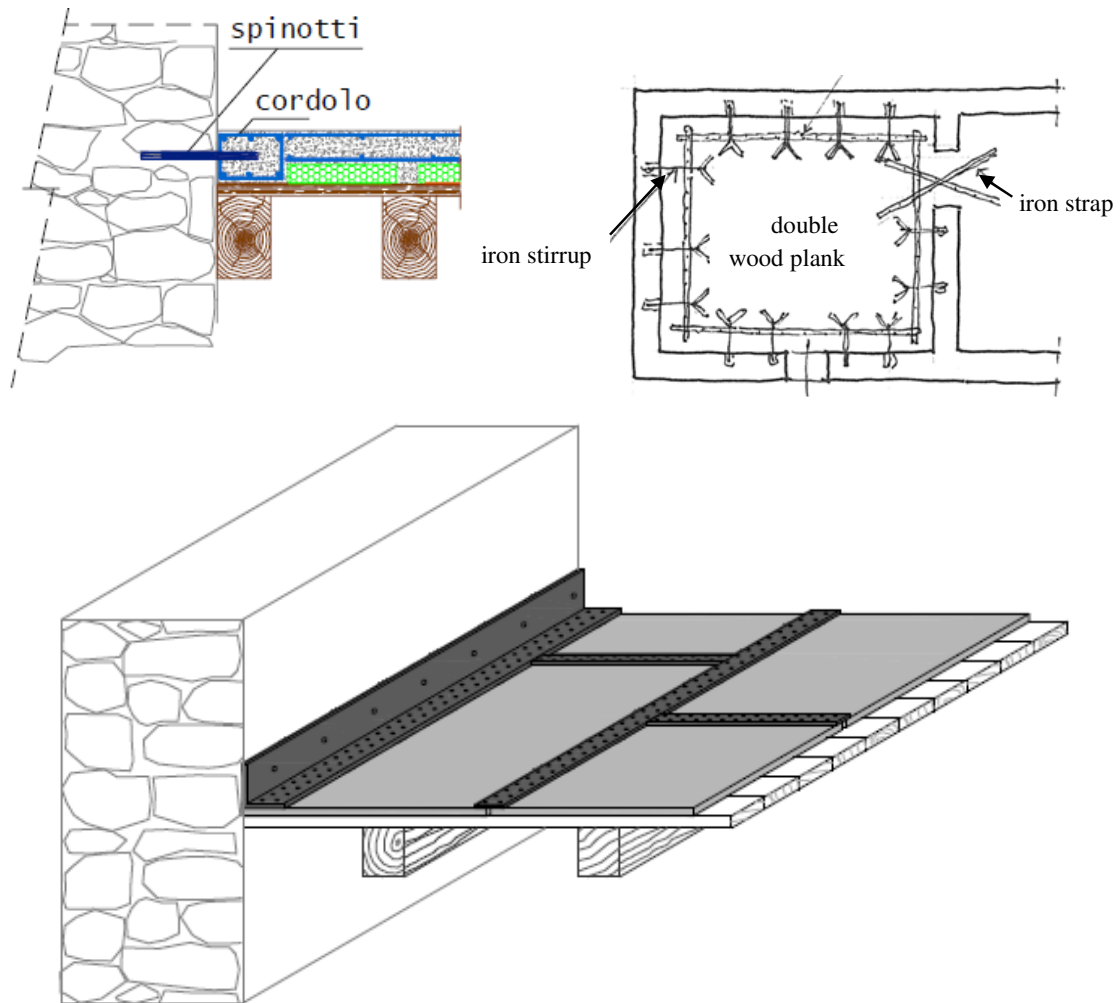 spinotti
cordolo
iron stirrup
double
wood plank
iron strap